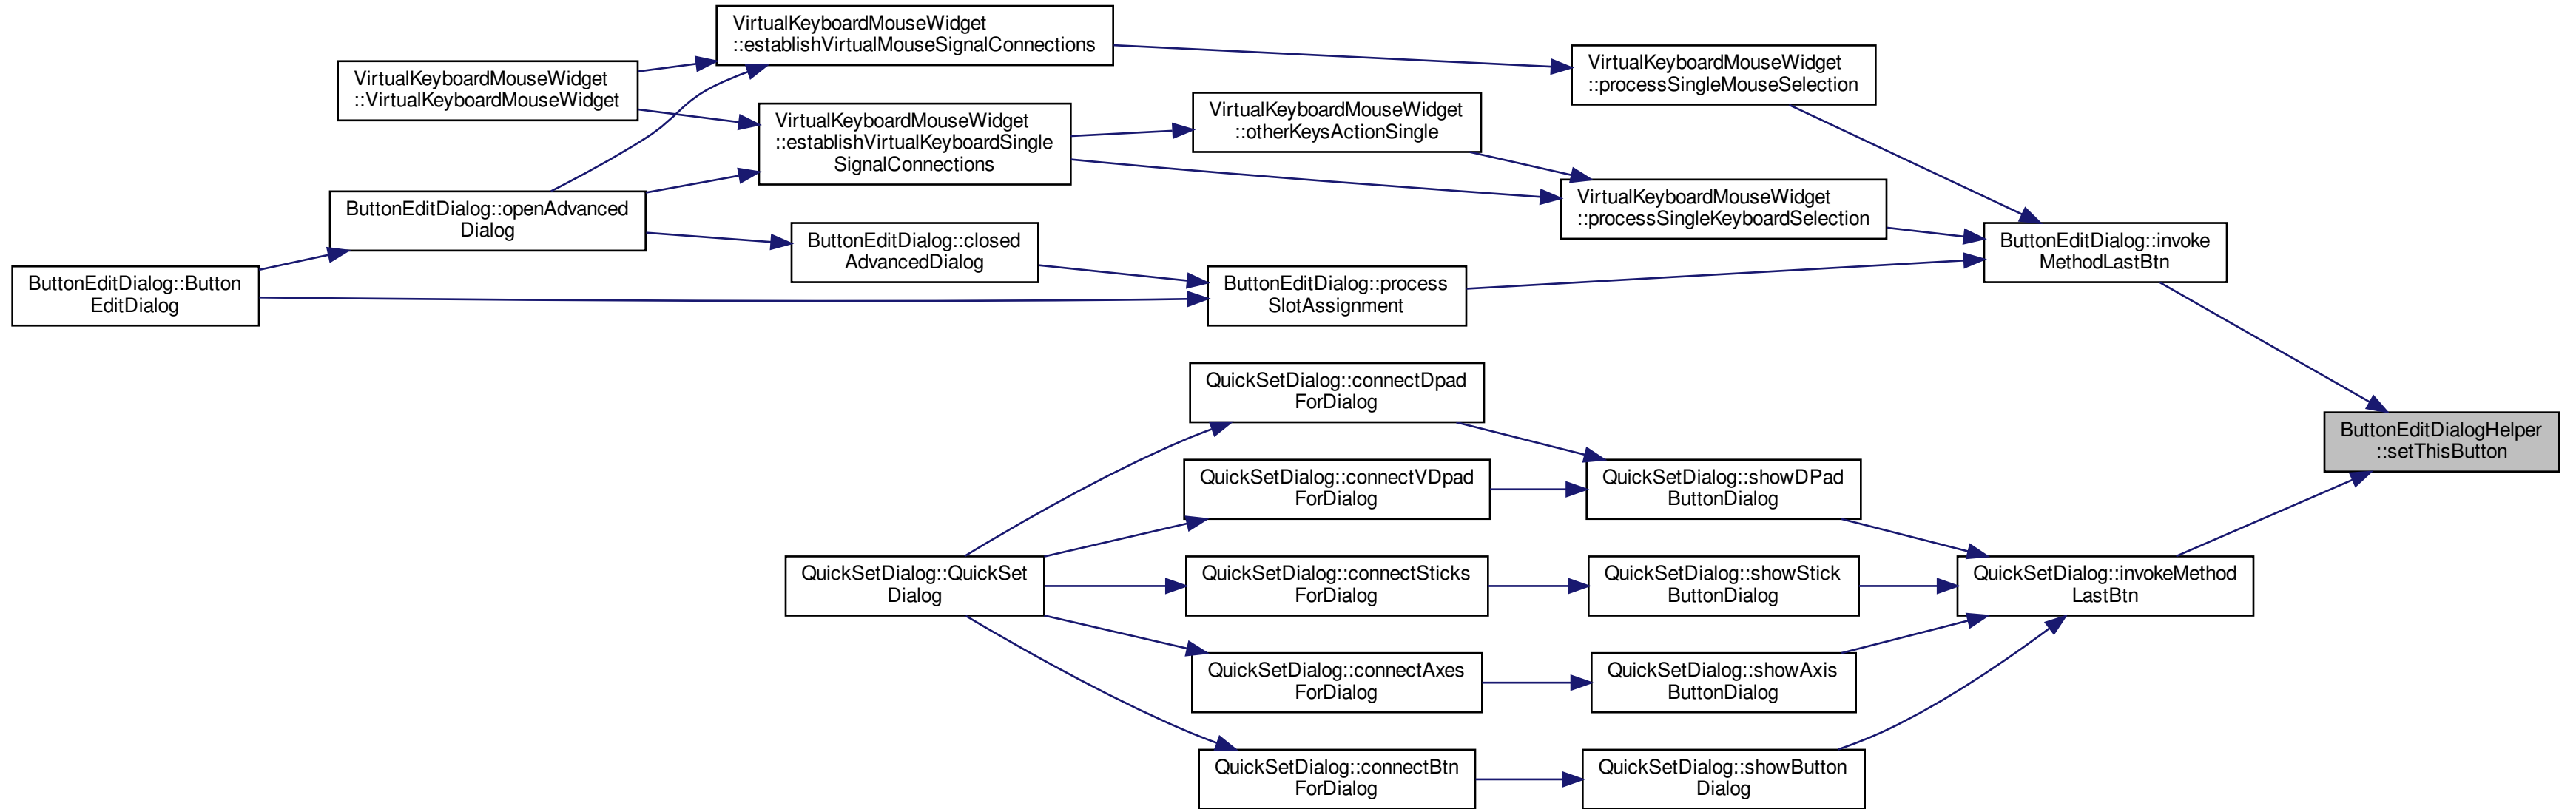 VirtualKeyboardMouseWidget
::establishVirtualMouseSignalConnections
VirtualKeyboardMouseWidget
::processSingleMouseSelection
VirtualKeyboardMouseWidget
::VirtualKeyboardMouseWidget
VirtualKeyboardMouseWidget
::otherKeysActionSingle
VirtualKeyboardMouseWidget
::establishVirtualKeyboardSingle
SignalConnections
VirtualKeyboardMouseWidget
::processSingleKeyboardSelection
ButtonEditDialog::openAdvanced
Dialog
ButtonEditDialog::closed
AdvancedDialog
ButtonEditDialog::invoke
MethodLastBtn
ButtonEditDialog::Button
EditDialog
ButtonEditDialog::process
SlotAssignment
QuickSetDialog::connectDpad
ForDialog
ButtonEditDialogHelper
::setThisButton
QuickSetDialog::connectVDpad
ForDialog
QuickSetDialog::showDPad
ButtonDialog
QuickSetDialog::QuickSet
Dialog
QuickSetDialog::connectSticks
ForDialog
QuickSetDialog::showStick
ButtonDialog
QuickSetDialog::invokeMethod
LastBtn
QuickSetDialog::connectAxes
ForDialog
QuickSetDialog::showAxis
ButtonDialog
QuickSetDialog::connectBtn
ForDialog
QuickSetDialog::showButton
Dialog